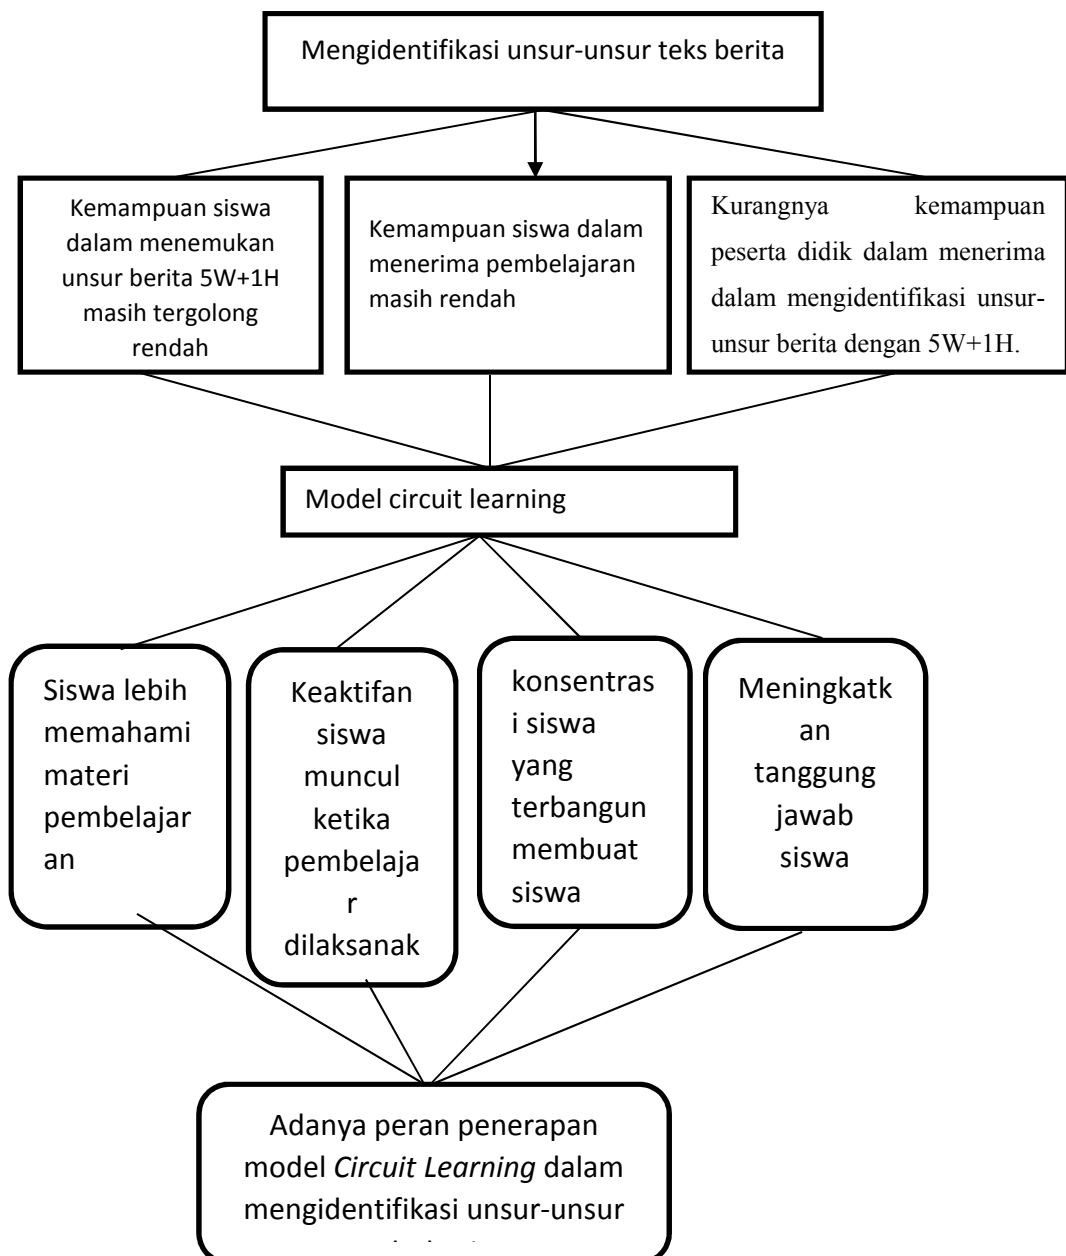 Mengidentifikasi unsur-unsur teks berita
Kemampuan siswa
dalam menemukan
unsur berita 5W+1H
masih tergolong
rendah
Kemampuan siswa dalam
menerima pembelajaran
masih rendah
Kurangnya kemampuan
peserta didik dalam menerima
dalam mengidentifikasi unsur-
unsur berita dengan 5W+1H.
Model circuit learning
Siswa lebih
memahami
materi
pembelajar
an
Keaktifan
siswa
muncul
ketika
pembelaja
r
dilaksanak
konsentras
i siswa
yang
terbangun
membuat
siswa
Meningkatk
an
tanggung
jawab
siswa
Adanya peran penerapan
model Circuit Learning dalam
mengidentifikasi unsur-unsur